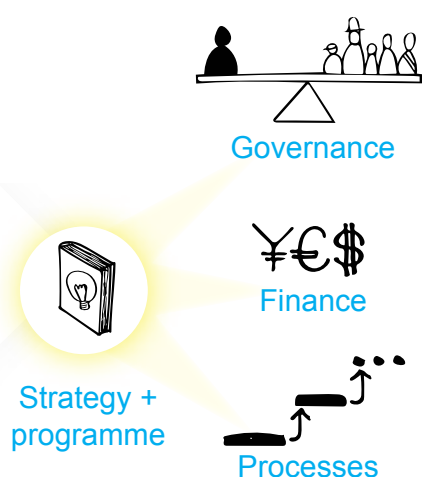 Governance
¥€$
Finance
Strategy +
programme
Processes